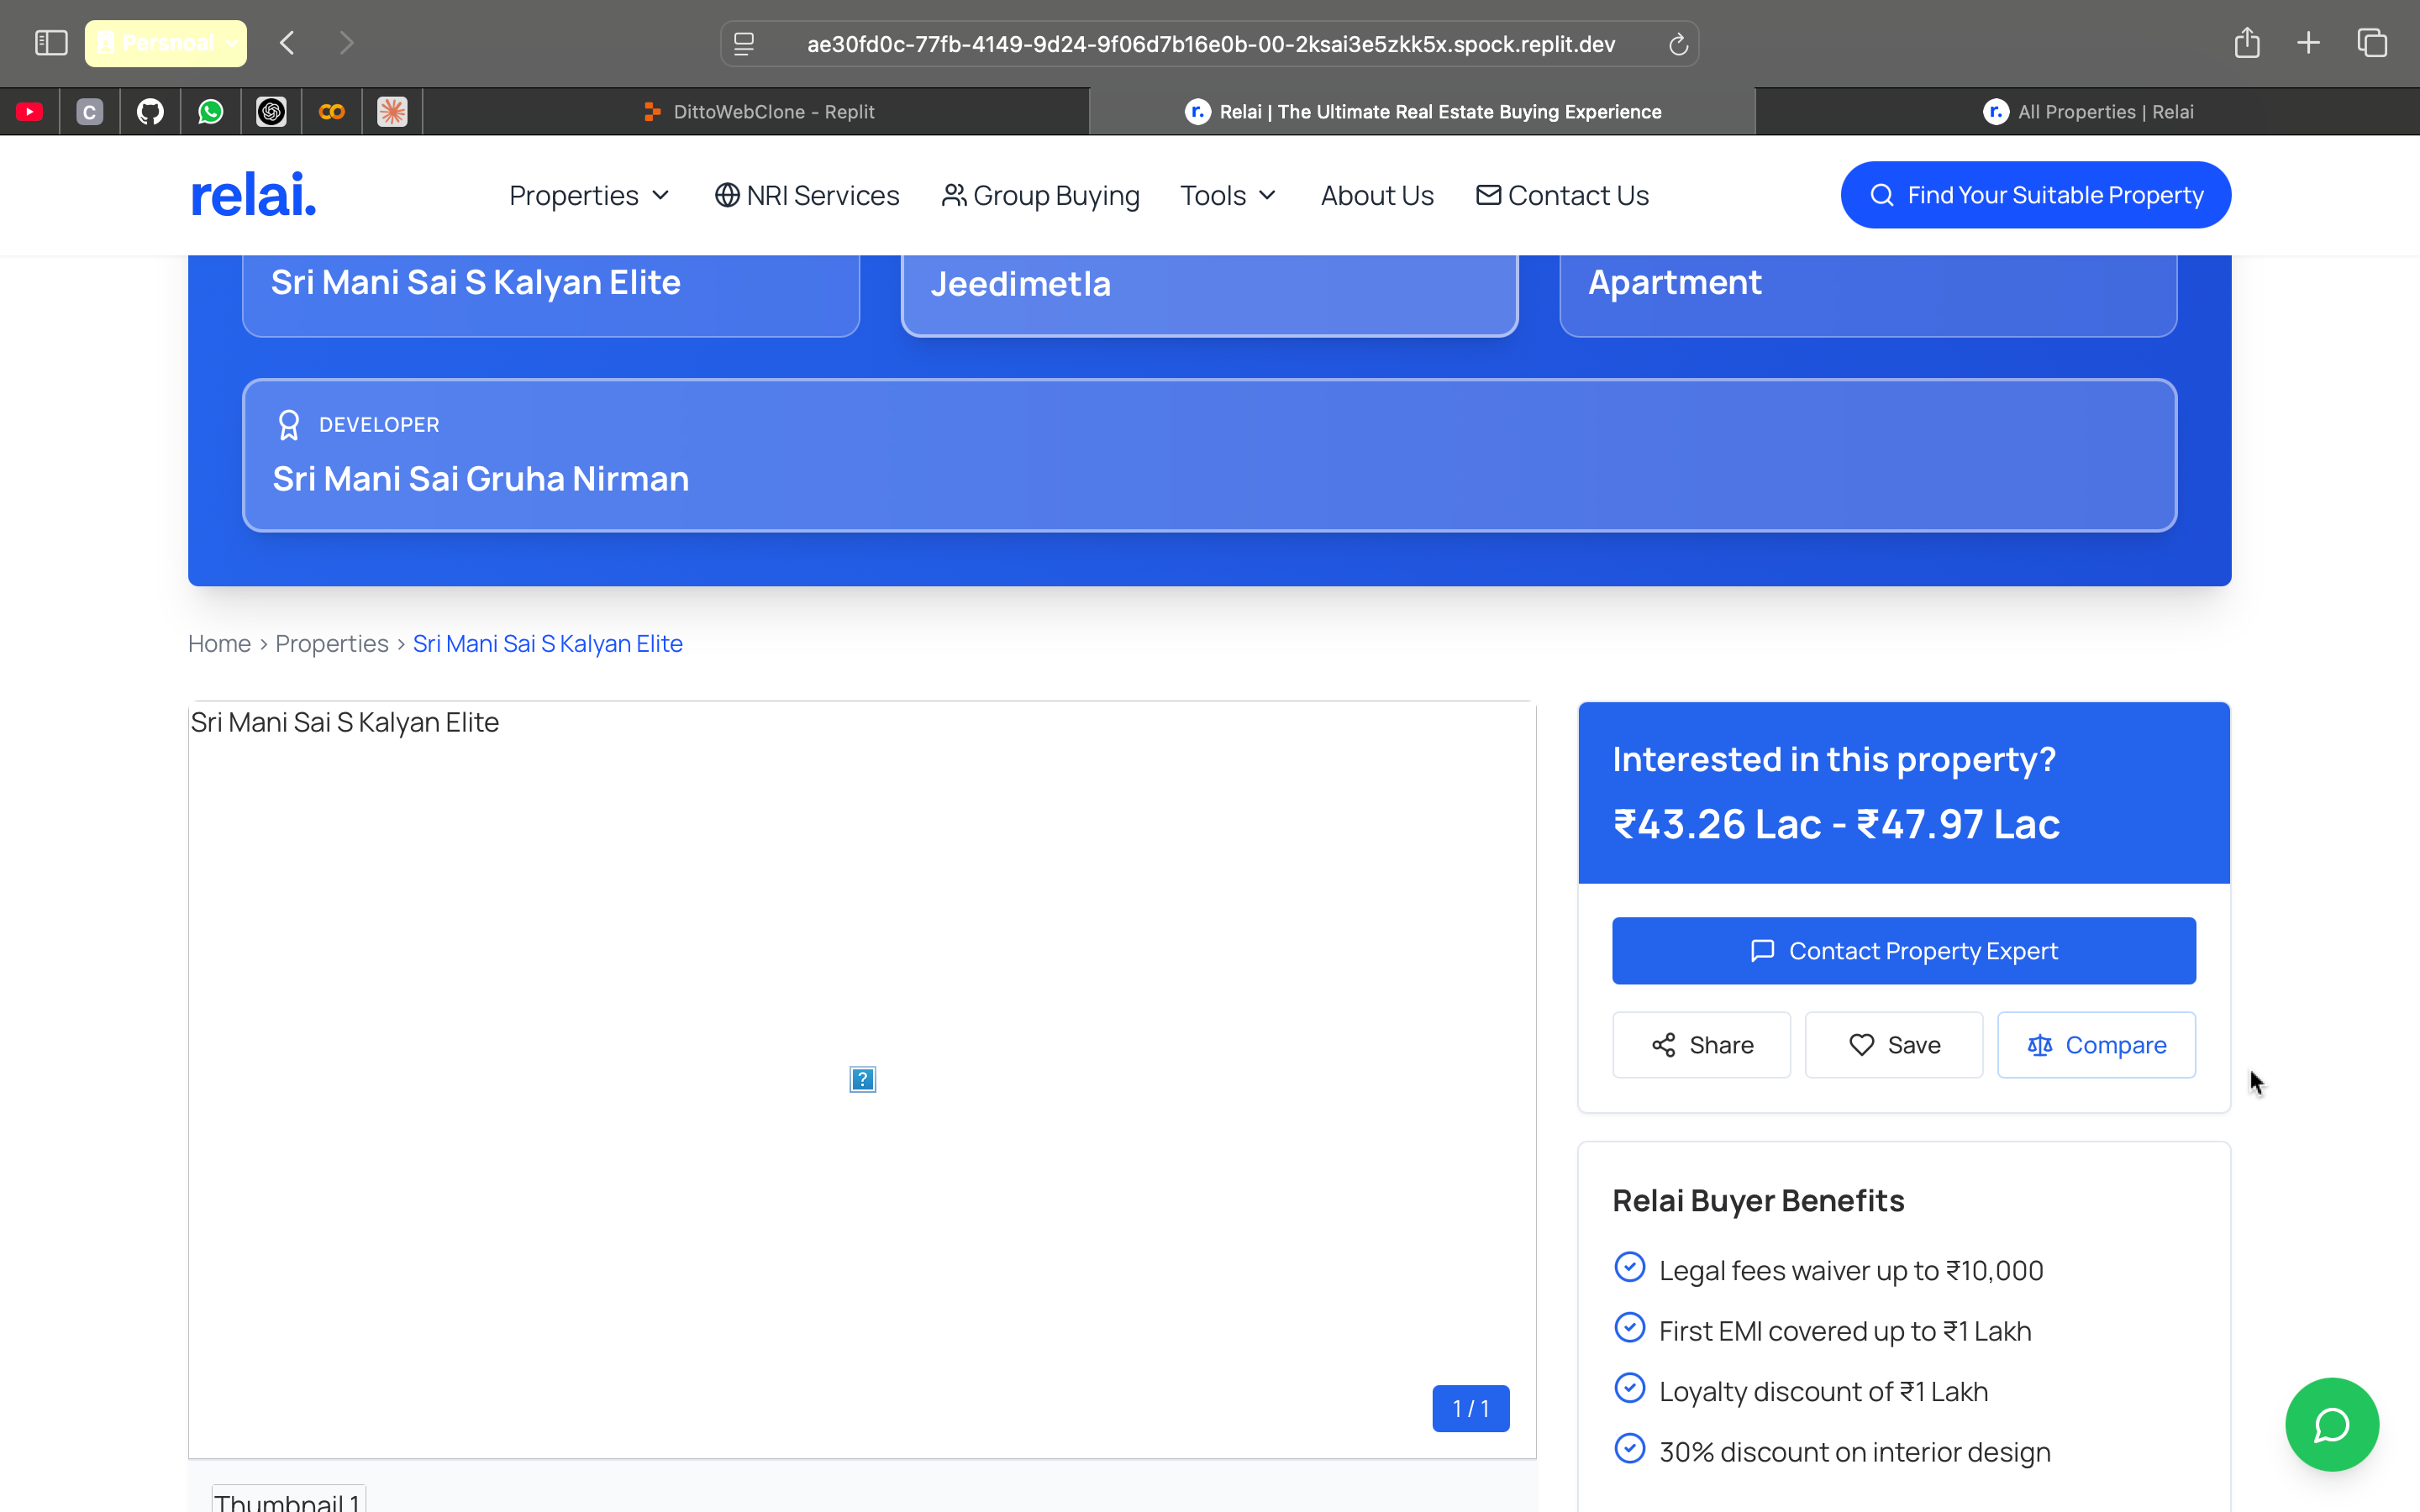 Persnoal
ae30fd0c-77fb-4149-9d24-9f06d7b16e0b-00-2ksai3e5zkk5x.spock.replit.dev
C
DittoWebClone - Replit
r.
Relai | The Ultimate Real Estate Buying Experience
r.
All Properties | Relai
relai.
Properties
NRI Services
Group Buying
Tools
About Us
Contact Us
Find Your Suitable Property
Sri Mani Sai S Kalyan Elite
Jeedimetla
Apartment
DEVELOPER
Sri Mani Sai Gruha Nirman
Home > Properties > Sri Mani Sai S Kalyan Elite
Sri Mani Sai S Kalyan Elite
?
1 / 1
Thumbnail 1
Interested in this property?
₹43.26 Lac - ₹47.97 Lac
Contact Property Expert
Share
Save
Compare
Relai Buyer Benefits
Legal fees waiver up to ₹10,000
First EMI covered up to ₹1 Lakh
Loyalty discount of ₹1 Lakh
30% discount on interior design